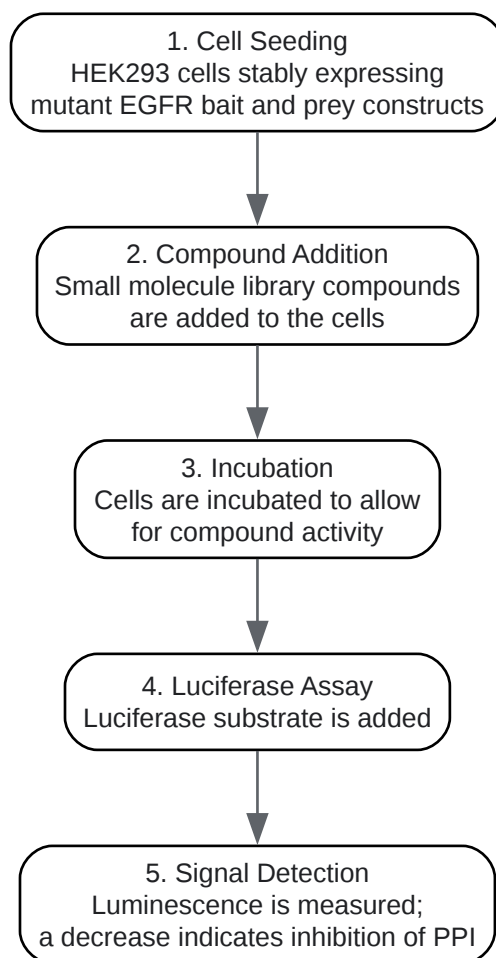 1. Cell Seeding
HEK293 cells stably expressing
mutant EGFR bait and prey constructs
2. Compound Addition
Small molecule library compounds
are added to the cells
3. Incubation
Cells are incubated to allow
for compound activity
4. Luciferase Assay
Luciferase substrate is added
5. Signal Detection
Luminescence is measured;
a decrease indicates inhibition of PPI